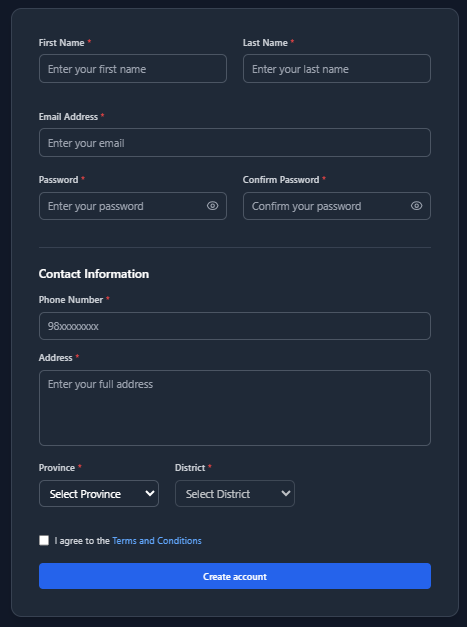 First Name * Last Name *
Enter your first name Enter your last name
Email Address *
Enter your email
Password * Confirm Password *
Enter your password Confirm your password
Contact Information
Phone Number *
98xxxxxxxx
Address *
Enter your full address
Province * District *
Select Province Select District
I agree to the Terms and Conditions
Create account